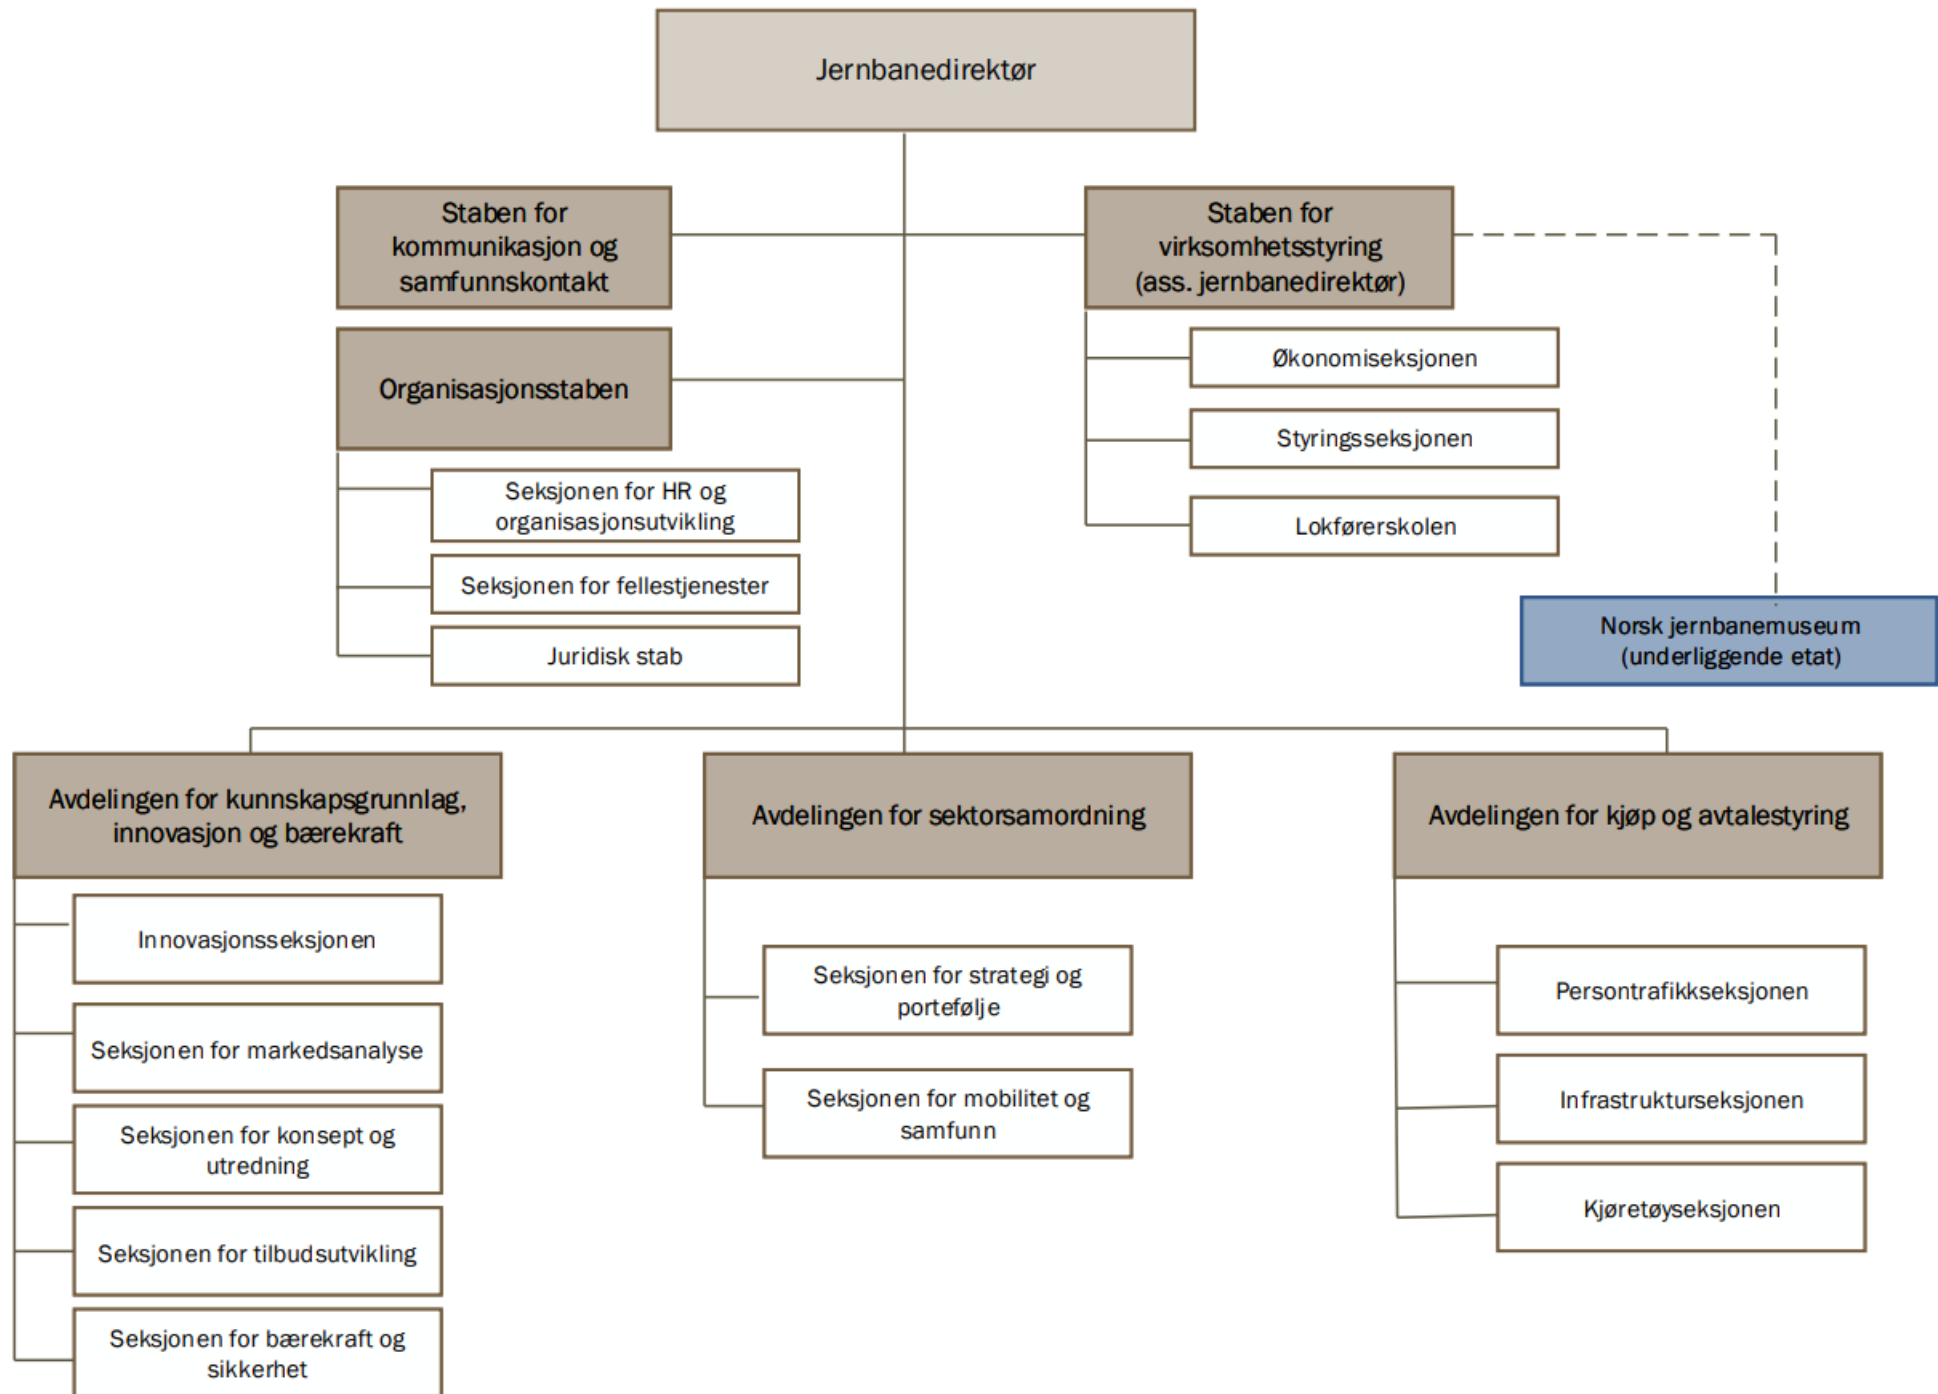 Jernbanedirektør
Staben for
kommunikasjon og
samfunnskontakt
Staben for
virksomhetsstyring
(ass. jernbanedirektør)
Organisasjonsstaben
Økonomiseksjonen
Styringsseksjonen
Lokførerskolen
Seksjonen for HR og
organisasjonsutvikling
Seksjonen for fellestjenester
Juridisk stab
Norsk jernbanemuseum
(underliggende etat)
Avdelingen for kunnskapsgrunnlag,
innovasjon og bærekraft
Innovasjonsseksjonen
Seksjonen for markedsanalyse
Seksjonen for konsept og
utredning
Seksjonen for tilbudsutvikling
Seksjonen for bærekraft og
sikkerhet
Avdelingen for sektorsamordning
Seksjonen for strategi og
portefølje
Seksjonen for mobilitet og
samfunn
Avdelingen for kjøp og avtalestyring
Persontrafikkseksjonen
Infrastrukturseksjonen
Kjøretøyseksjonen